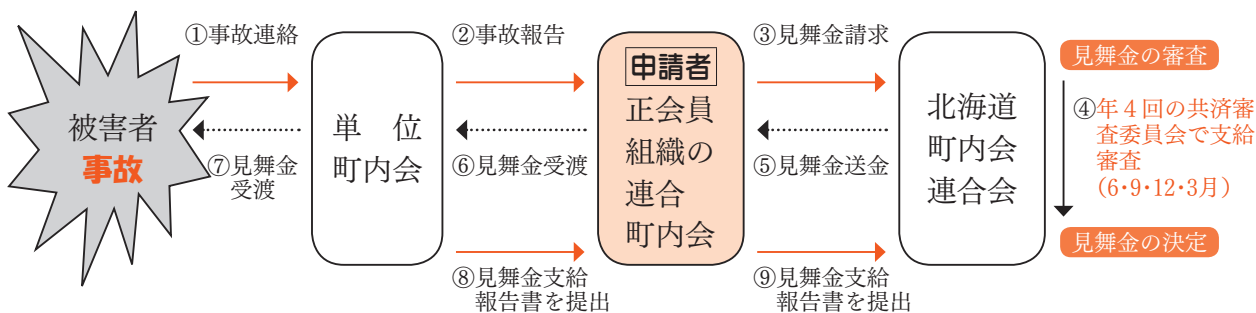 ①事故連絡
②事故報告
③見舞金請求
被害者
事故
単　位
町内会
申請者
正会員
組織の
連合
町内会
北海道
町内会
連合会
見舞金の審査
④年４回の共済審
査委員会で支給
審査
（6・9・12・3月）
見舞金の決定
⑤見舞金送金
⑥見舞金受渡
⑦見舞金
受渡
⑧見舞金支給
報告書を提出
⑨見舞金支給
報告書を提出